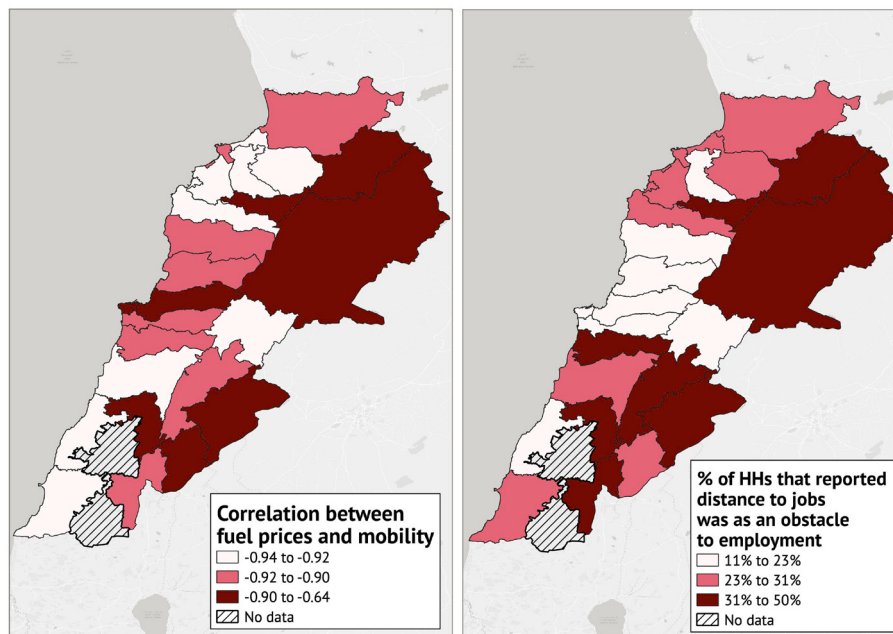 Correlation between
fuel prices and mobility
-0.94 to -0.92
-0.92 to -0.90
-0.90 to -0.64
No data
% of HHs that reported
distance to jobs
was as an obstacle
to employment
11% to 23%
23% to 31%
31% to 50%
No data